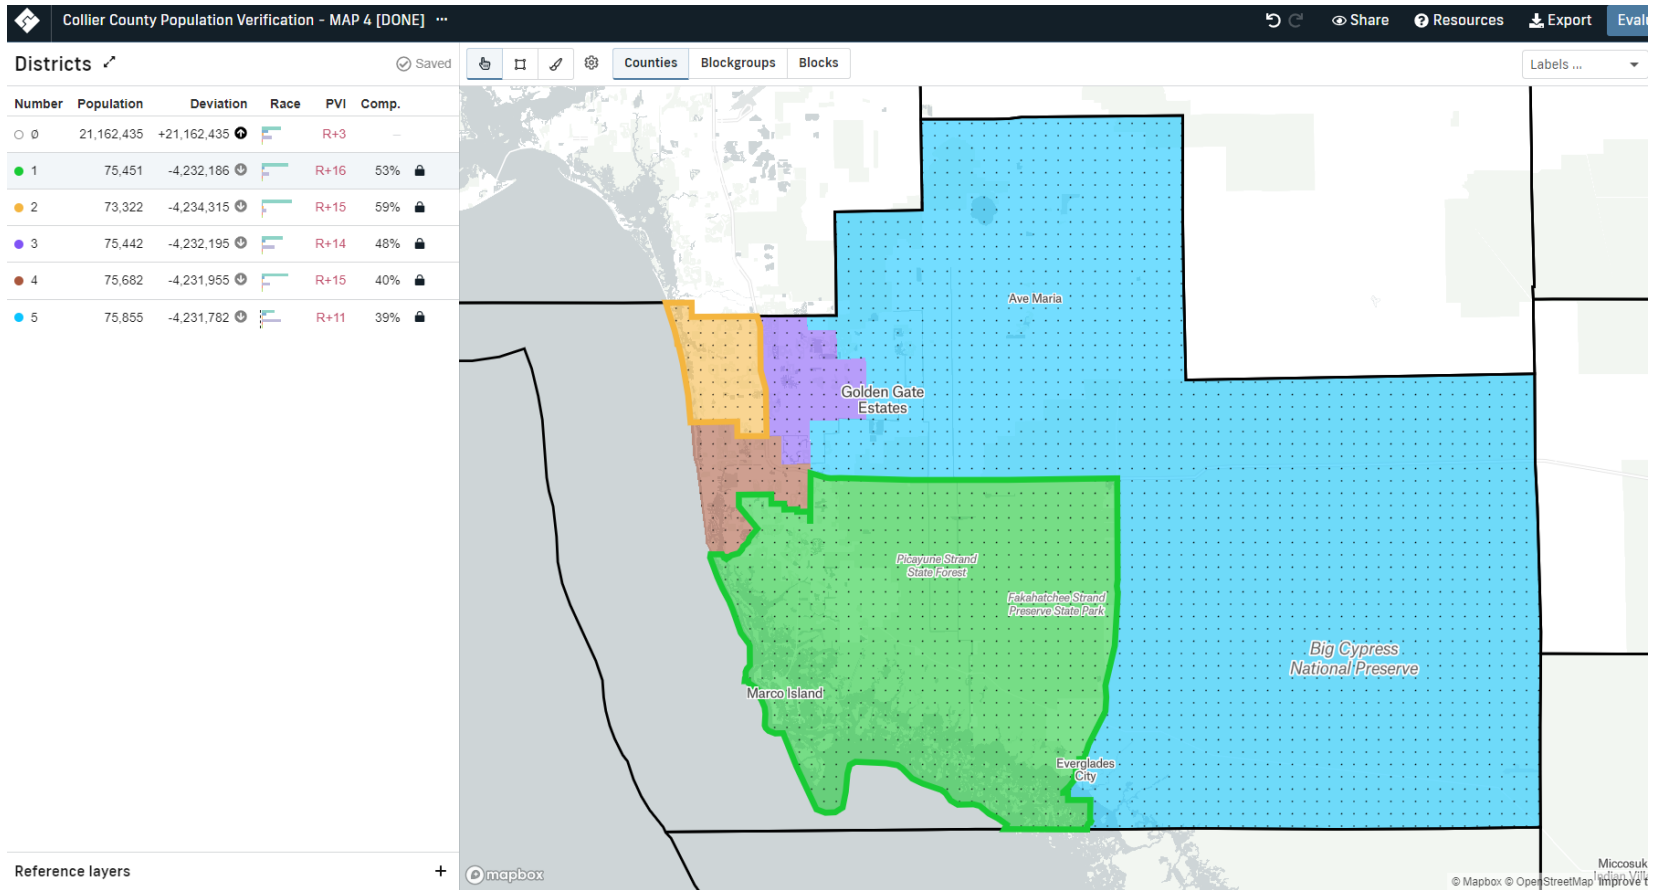 Collier County Population Verification - MAP 4 [DONE] ···
Share
Resources
Export
Evalu
Districts
Saved
Counties
Blockgroups
Blocks
Labels ...
Number Population Deviation Race PVI Comp.
Ø 21,162,435 +21,162,435 R+3 –
1 75,451 -4,232,186 R+16 53%
2 73,322 -4,234,315 R+15 59%
3 75,442 -4,232,195 R+14 48%
4 75,682 -4,231,955 R+15 40%
5 75,855 -4,231,782 R+11 39%
Ave Maria
Golden Gate
Estates
Picayune Strand
State Forest
Fakahatchee Strand
Preserve State Park
Big Cypress
National Preserve
Marco Island
Everglades
City
Miccosuk
Indian Vill
Reference layers +
mapbox
© Mapbox © OpenStreetMap Improve t